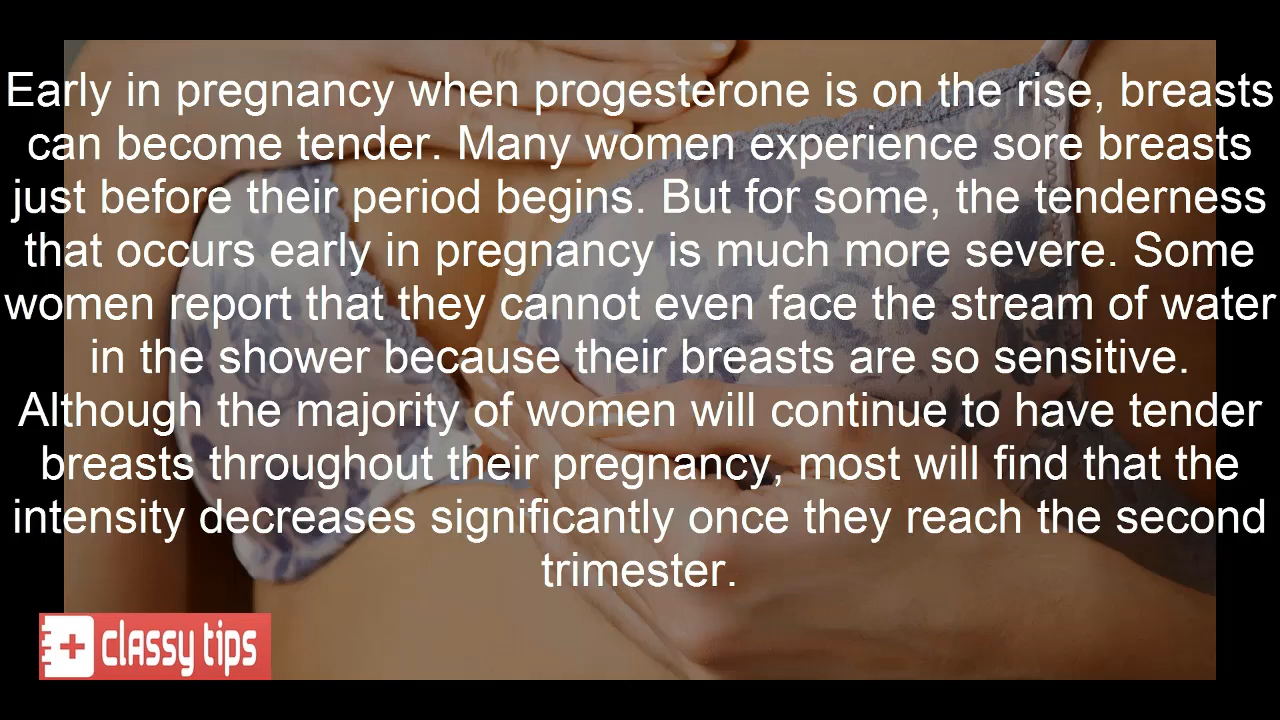 Early in pregnancy when progesterone is on the rise, breasts
can become tender. Many women experience sore breasts
just before their period begins. But for some, the tenderness
that occurs early in pregnancy is much more severe. Some
women report that they cannot even face the stream of water
in the shower because their breasts are so sensitive.
Although the majority of women will continue to have tender
breasts throughout their pregnancy, most will find that the
intensity decreases significantly once they reach the second
trimester.
classy tips